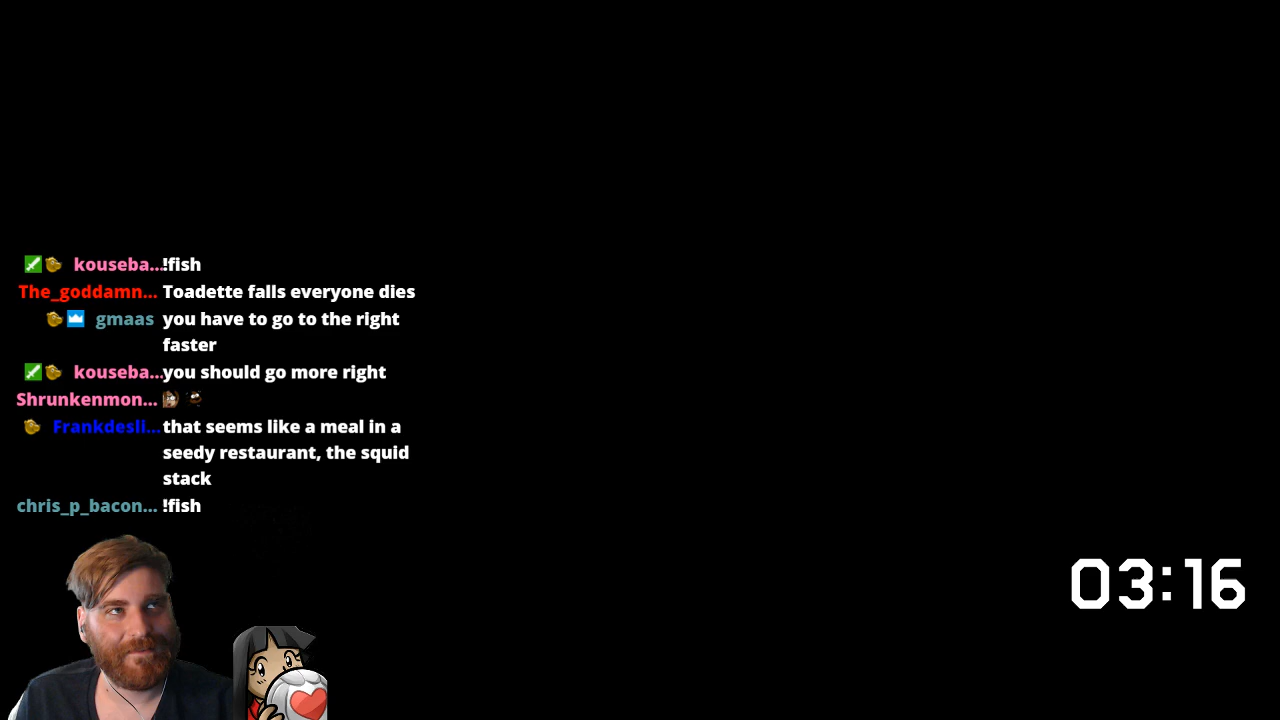 kouseba... !fish
The_goddamn... Toadette falls everyone dies
gmaas you have to go to the right
faster
kouseba... you should go more right
Shrunkenmon...
Frankdesli... that seems like a meal in a
seedy restaurant, the squid
stack
chris_p_bacon... !fish
03:16